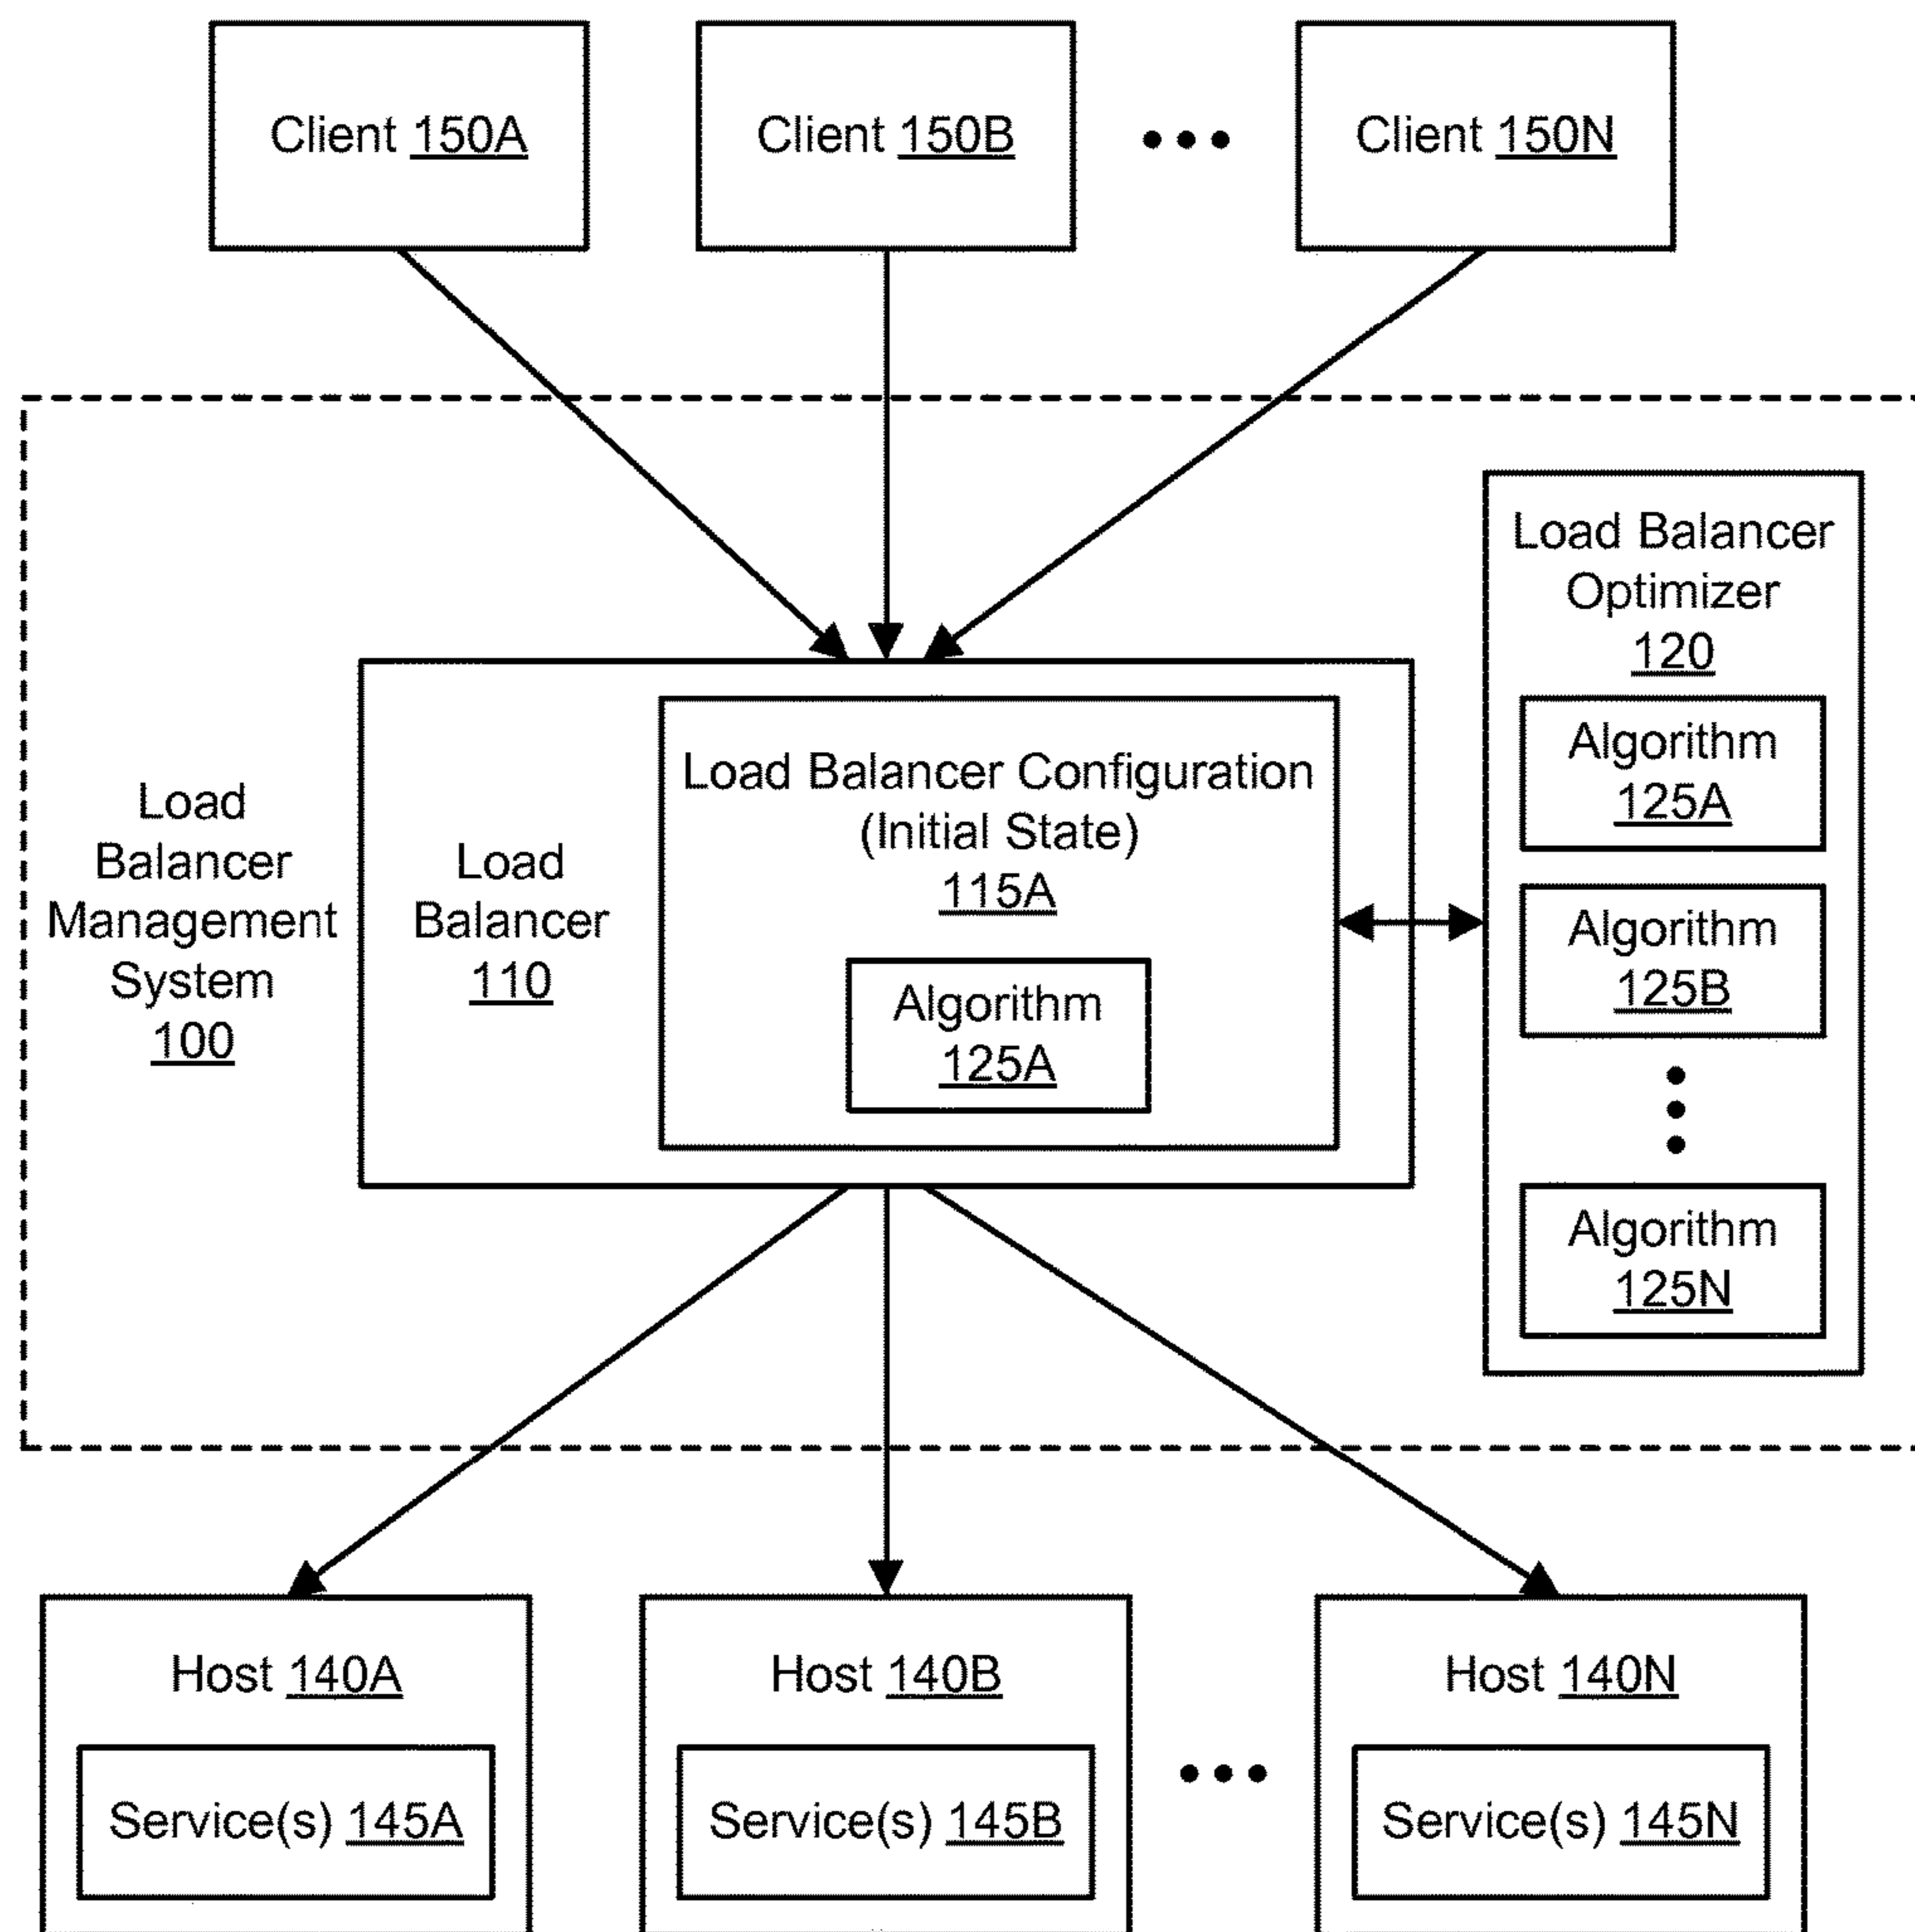 Client 150A
Client 150B
Client 150N
Load Balancer
Optimizer
120
Algorithm
125A
Algorithm
125B
Algorithm
125N
Load
Balancer
Management
System
100
Load
Balancer
110
Load Balancer Configuration
(Initial State)
115A
Algorithm
125A
Host 140A
Service(s) 145A
Host 140B
Service(s) 145B
Host 140N
Service(s) 145N